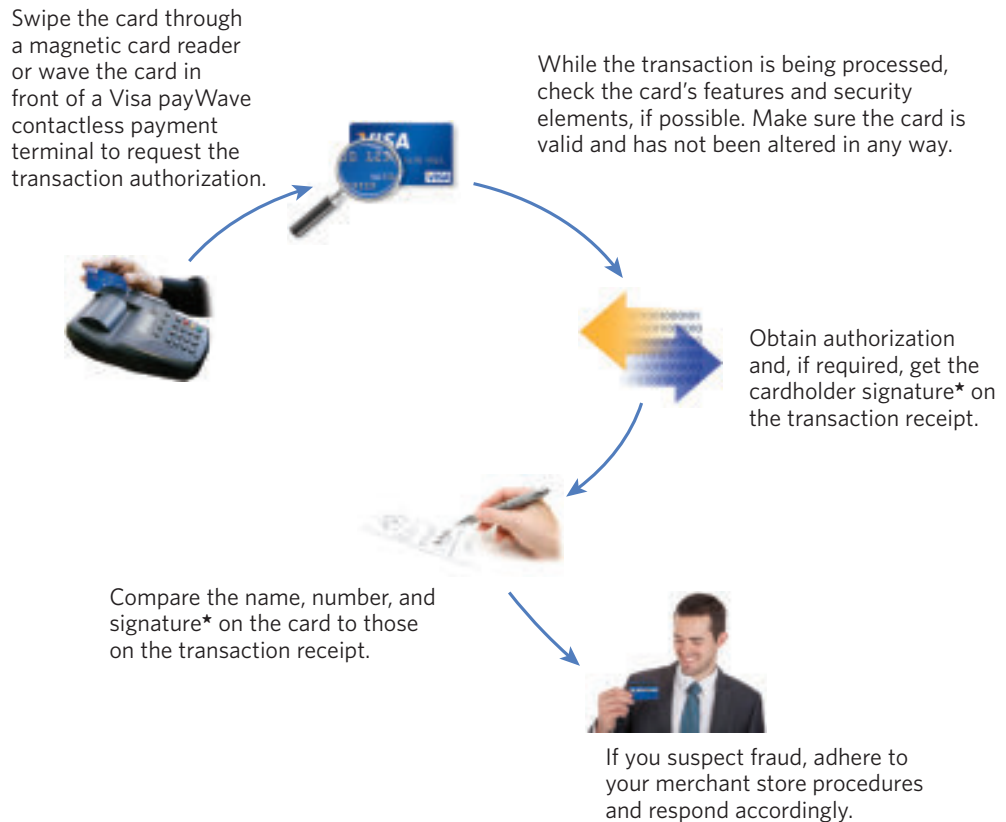 Swipe the card through
a magnetic card reader
or wave the card in
front of a Visa payWave
contactless payment
terminal to request the
transaction authorization.
While the transaction is being processed,
check the card’s features and security
elements, if possible. Make sure the card is
valid and has not been altered in any way.
VISA
VISA
Obtain authorization
and, if required, get the
cardholder signature★ on
the transaction receipt.
Compare the name, number, and
signature★ on the card to those
on the transaction receipt.
If you suspect fraud, adhere to
your merchant store procedures
and respond accordingly.